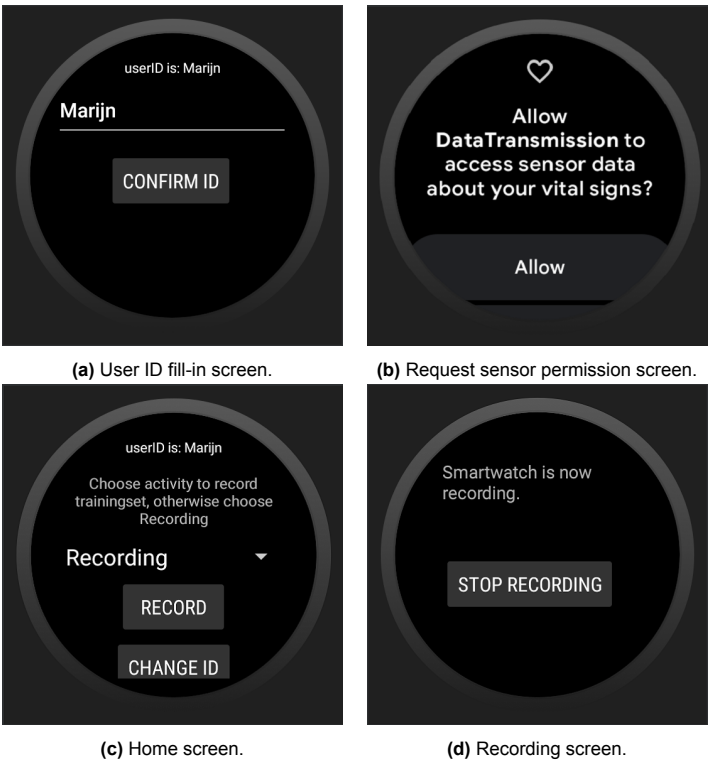 userID is: Marijn
Marijn
CONFIRM ID
(a) User ID fill-in screen.
Allow
DataTransmission to
access sensor data
about your vital signs?
Allow
(b) Request sensor permission screen.
userID is: Marijn
Choose activity to record
trainingset, otherwise choose
Recording
Recording
RECORD
CHANGE ID
(c) Home screen.
Smartwatch is now
recording.
STOP RECORDING
(d) Recording screen.